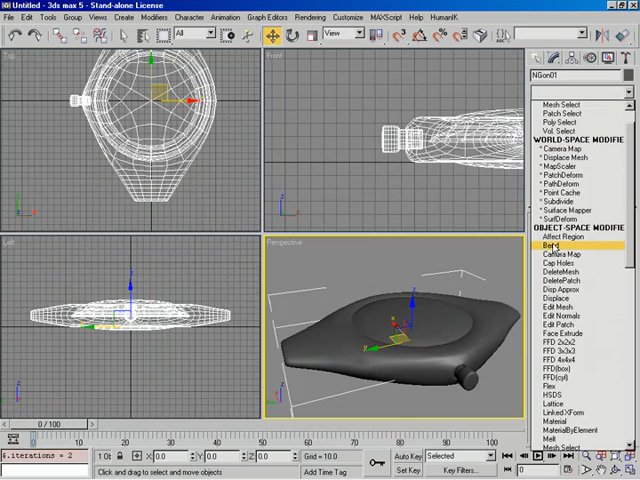 Untitled - 3ds max 5 - Stand-alone License
File Edit Tools Group Views Create Modifiers Character Animation Graph Editors Rendering Customize MAXScript HumanIK
All
View
NGon01
Top
Front
Left
Perspective
Mesh Select
Patch Select
Poly Select
Vol. Select
WORLD-SPACE MODIFIE
* Camera Map
* Displace Mesh
* MapScaler
* PatchDeform
* PathDeform
* Point Cache
* Subdivide
* Surface Mapper
* SurfDeform
OBJECT-SPACE MODIFIE
Affect Region
Bend
Camera Map
Cap Holes
DeleteMesh
DeletePatch
Disp Approx
Displace
Edit Mesh
Edit Normals
Edit Patch
Face Extrude
FFD 2x2x2
FFD 3x3x3
FFD 4x4x4
FFD(box)
FFD(cyl)
Flex
HSDS
Lattice
Linked XForm
Material
MaterialByElement
Melt
Mesh Select
0 / 100
0 10 20 30 40 50 60 70 80 90 100
$.iterations = 2
1 Ob
X: 0.0 Y: 0.0 Z: 0.0
Grid = 10.0
Auto Key Selected
Click and drag to select and move objects
Add Time Tag
Set Key Key Filters...
0